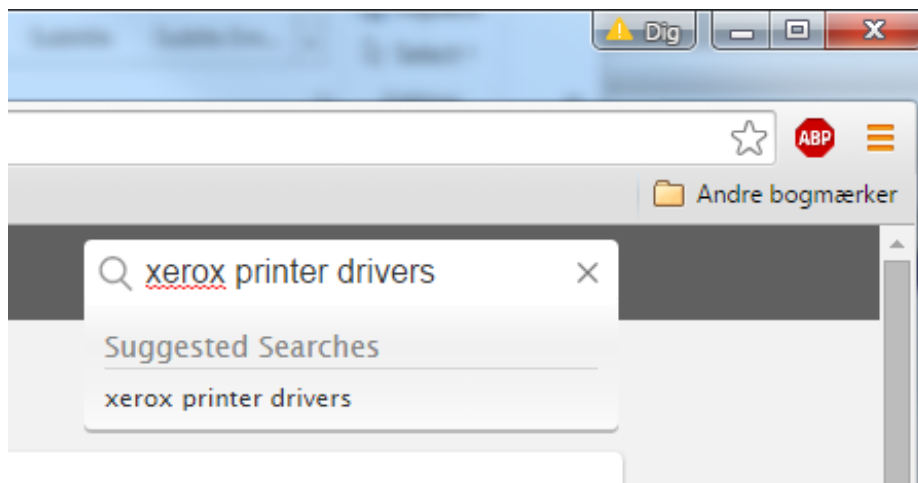 Dig
ABP
Andre bogmærker
xerox printer drivers
Suggested Searches
xerox printer drivers